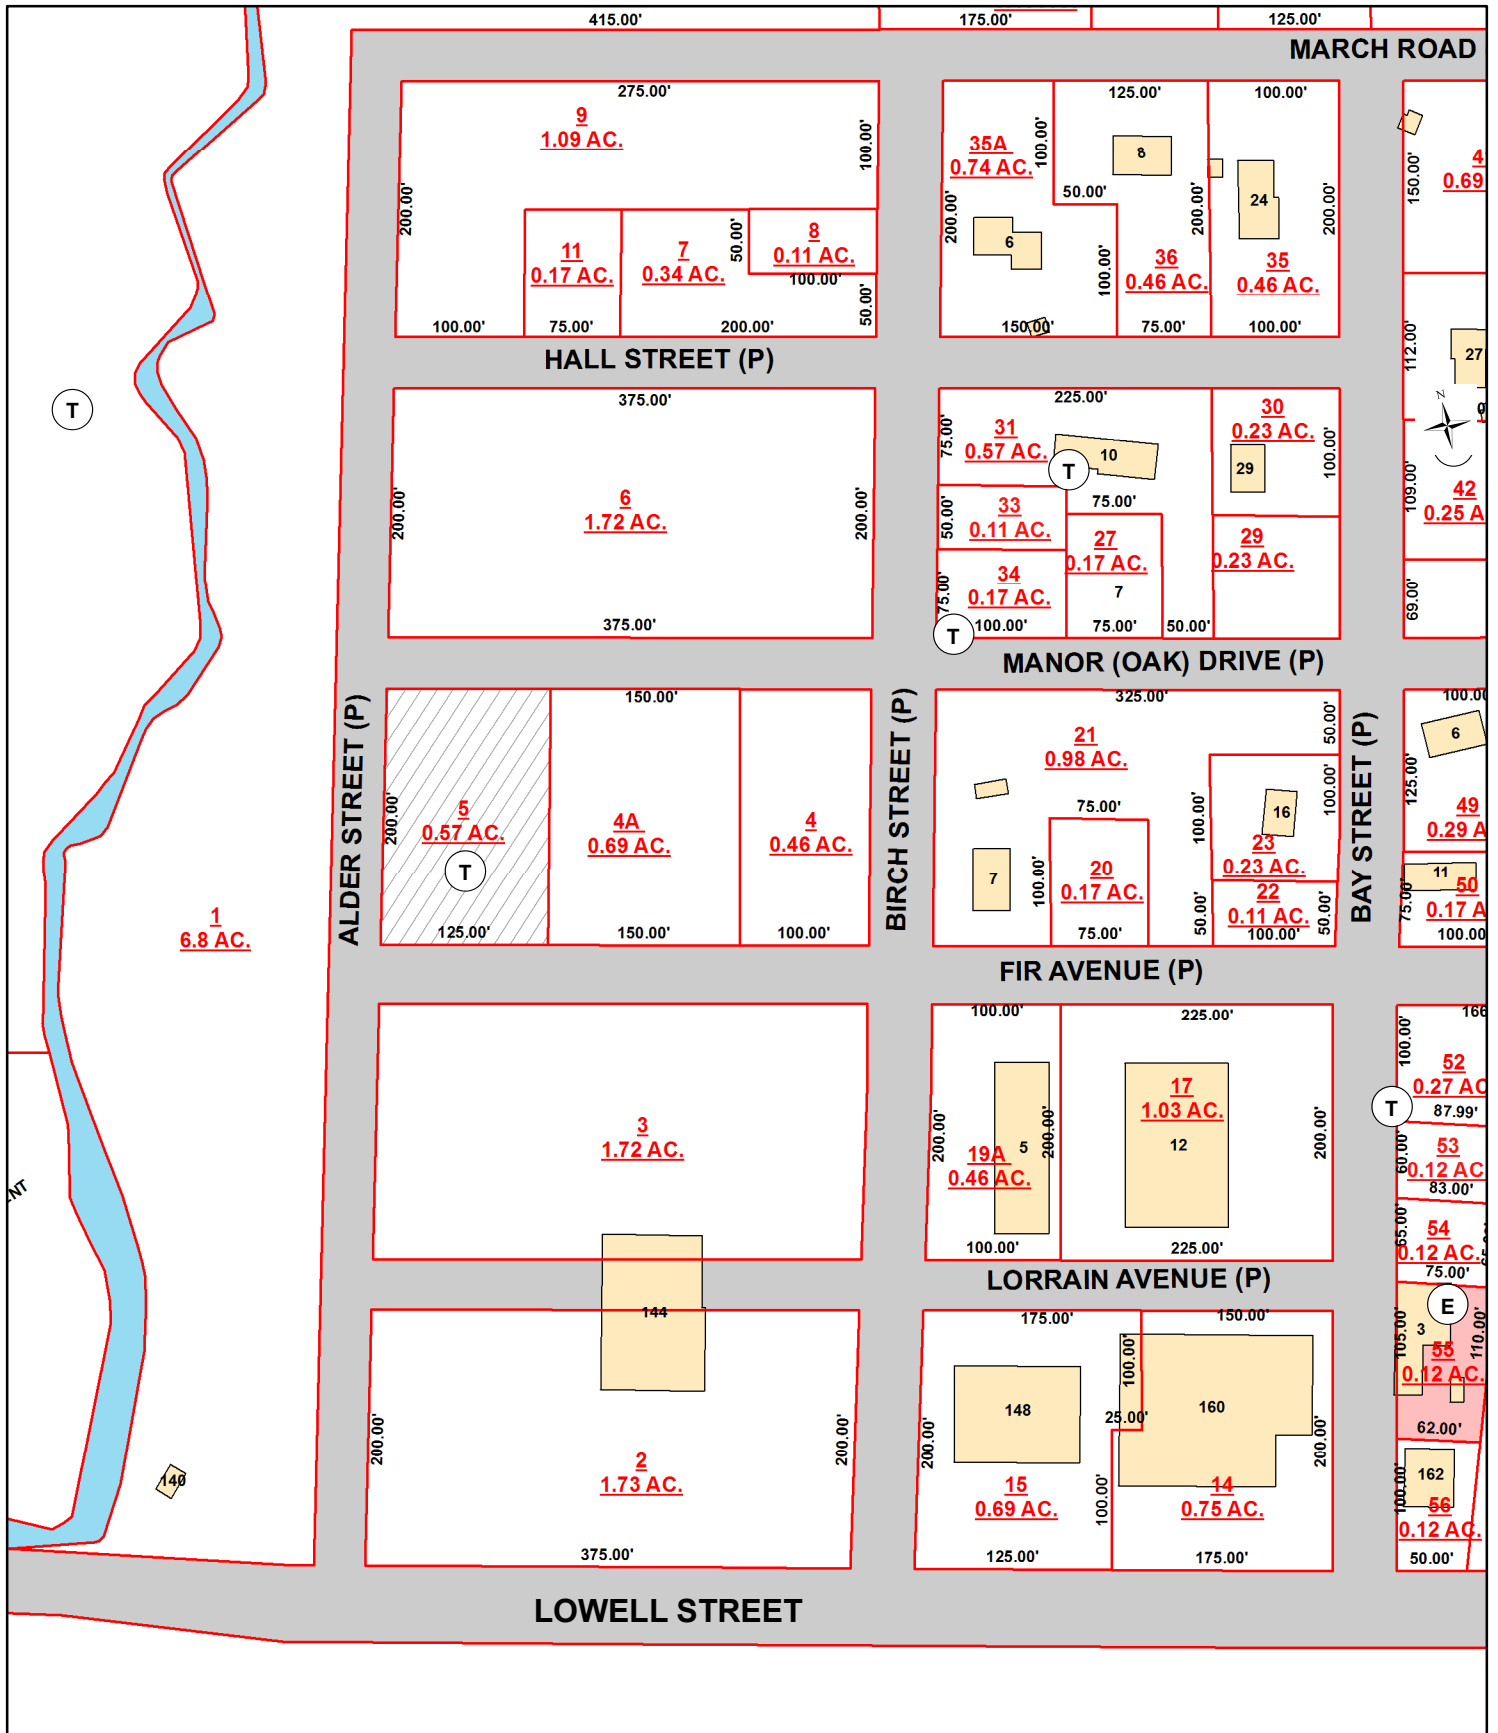 415.00'
175.00'
125.00'
MARCH ROAD
275.00'
9
1.09 AC.
100.00'
200.00'
11
0.17 AC.
7
0.34 AC.
50.00'
8
0.11 AC.
100.00'
50.00'
100.00'
75.00'
200.00'
35A
0.74 AC.
100.00'
125.00'
8
50.00'
200.00'
6
100.00'
36
0.46 AC.
200.00'
150.00'
75.00'
100.00'
24
35
0.46 AC.
200.00'
100.00'
150.00'
4
0.69
HALL STREET (P)
T
375.00'
200.00'
6
1.72 AC.
200.00'
375.00'
225.00'
75.00'
31
0.57 AC.
10
T
30
0.23 AC.
29
100.00'
50.00'
33
0.11 AC.
75.00'
27
0.17 AC.
7
29
0.23 AC.
75.00'
34
0.17 AC.
100.00'
75.00'
50.00'
T
112.00'
27
N
109.00'
42
0.25 A
69.00'
MANOR (OAK) DRIVE (P)
ALDER STREET (P)
BIRCH STREET (P)
BAY STREET (P)
150.00'
200.00'
5
0.57 AC.
T
125.00'
4A
0.69 AC.
150.00'
4
0.46 AC.
100.00'
325.00'
21
0.98 AC.
50.00'
75.00'
100.00'
16
100.00'
23
0.23 AC.
7
100.00'
20
0.17 AC.
75.00'
50.00'
22
0.11 AC.
100.00'
50.00'
100.00
6
125.00'
49
0.29 A
11
75.00'
50
0.17 A
100.00
1
6.8 AC.
FIR AVENUE (P)
3
1.72 AC.
100.00'
200.00'
5
200.00'
19A
0.46 AC.
100.00'
225.00'
17
1.03 AC.
12
200.00'
225.00'
166
100.00'
52
0.27 AC
T
87.99'
60.00'
53
0.12 AC
83.00'
65.00'
54
0.12 AC.
75.00'
LORRAIN AVENUE (P)
144
200.00'
2
1.73 AC.
200.00'
375.00'
175.00'
148
200.00'
15
0.69 AC.
125.00'
150.00'
100.00'
25.00'
160
100.00'
14
0.75 AC.
200.00'
175.00'
E
105.00'
3
110.00'
55
0.12 AC.
62.00'
162
100.00'
56
0.12 AC.
50.00'
140
LOWELL STREET